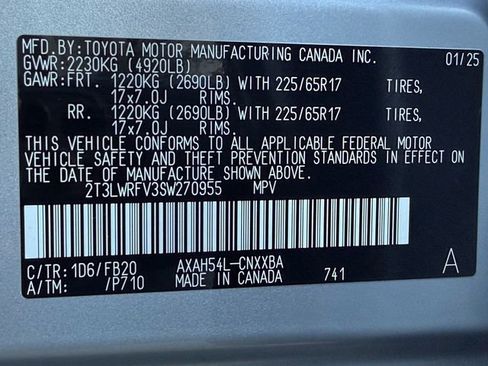 MFD.BY:TOYOTA MOTOR MANUFACTURING CANADA INC. 01/25
GVWR:2230KG (4920LB)
GAWR:FRT. 1220KG (2690LB) WITH 225/65R17 TIRES,
17x7.0J RIMS.
RR. 1220KG (2690LB) WITH 225/65R17 TIRES,
17x7.0J RIMS.
THIS VEHICLE CONFORMS TO ALL APPLICABLE FEDERAL MOTOR
VEHICLE SAFETY AND THEFT PREVENTION STANDARDS IN EFFECT ON
THE DATE OF MANUFACTURE SHOWN ABOVE.
2T3LWRFV3SW270955 MPV
C/TR:1D6/FB20 AXAH54L-CNXXBA
A/TM: /P710 MADE IN CANADA 741 A